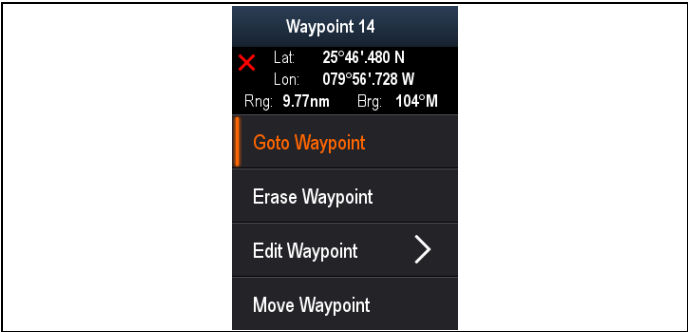 Waypoint 14
Lat: 25°46'.480 N
Lon: 079°56'.728 W
Rng: 9.77nm Brg: 104°M
Goto Waypoint
Erase Waypoint
Edit Waypoint
Move Waypoint